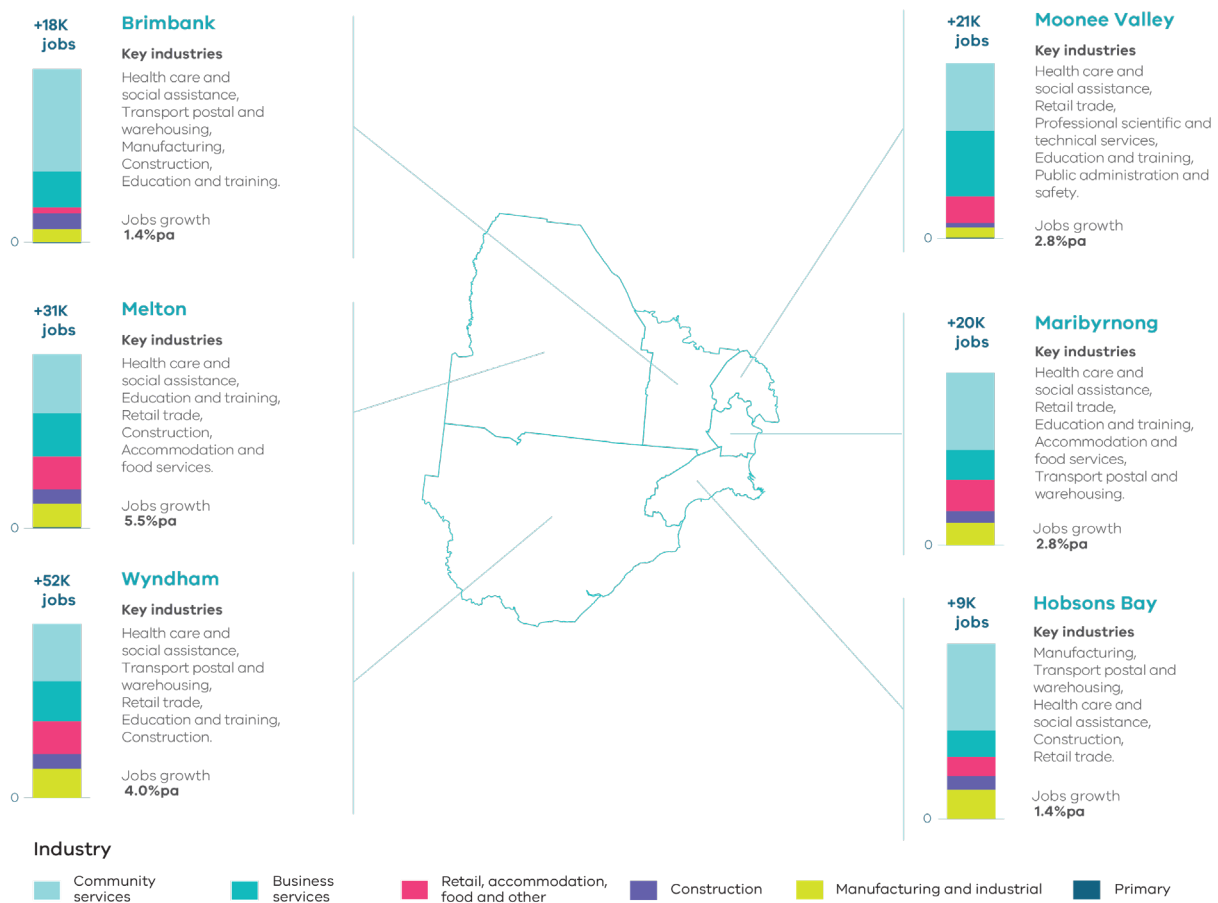 +18K
jobs
Brimbank
Key industries
Health care and
social assistance,
Transport postal and
warehousing,
Manufacturing,
Construction,
Education and training.
Jobs growth
1.4%pa
0
+31K
jobs
Melton
Key industries
Health care and
social assistance,
Education and training,
Retail trade,
Construction,
Accommodation and
food services.
Jobs growth
5.5%pa
0
+52K
jobs
Wyndham
Key industries
Health care and
social assistance,
Transport postal and
warehousing,
Retail trade,
Education and training,
Construction.
Jobs growth
4.0%pa
0
+21K
jobs
Moonee Valley
Key industries
Health care and
social assistance,
Retail trade,
Professional scientific and
technical services,
Education and training,
Public administration and
safety.
Jobs growth
2.8%pa
0
+20K
jobs
Maribyrnong
Key industries
Health care and
social assistance,
Retail trade,
Education and training,
Accommodation and
food services,
Transport postal and
warehousing.
Jobs growth
2.8%pa
0
+9K
jobs
Hobsons Bay
Key industries
Manufacturing,
Transport postal and
warehousing,
Health care and
social assistance,
Construction,
Retail trade.
Jobs growth
1.4%pa
0
Industry
Community
services
Business
services
Retail, accommodation,
food and other
Construction
Manufacturing and industrial
Primary